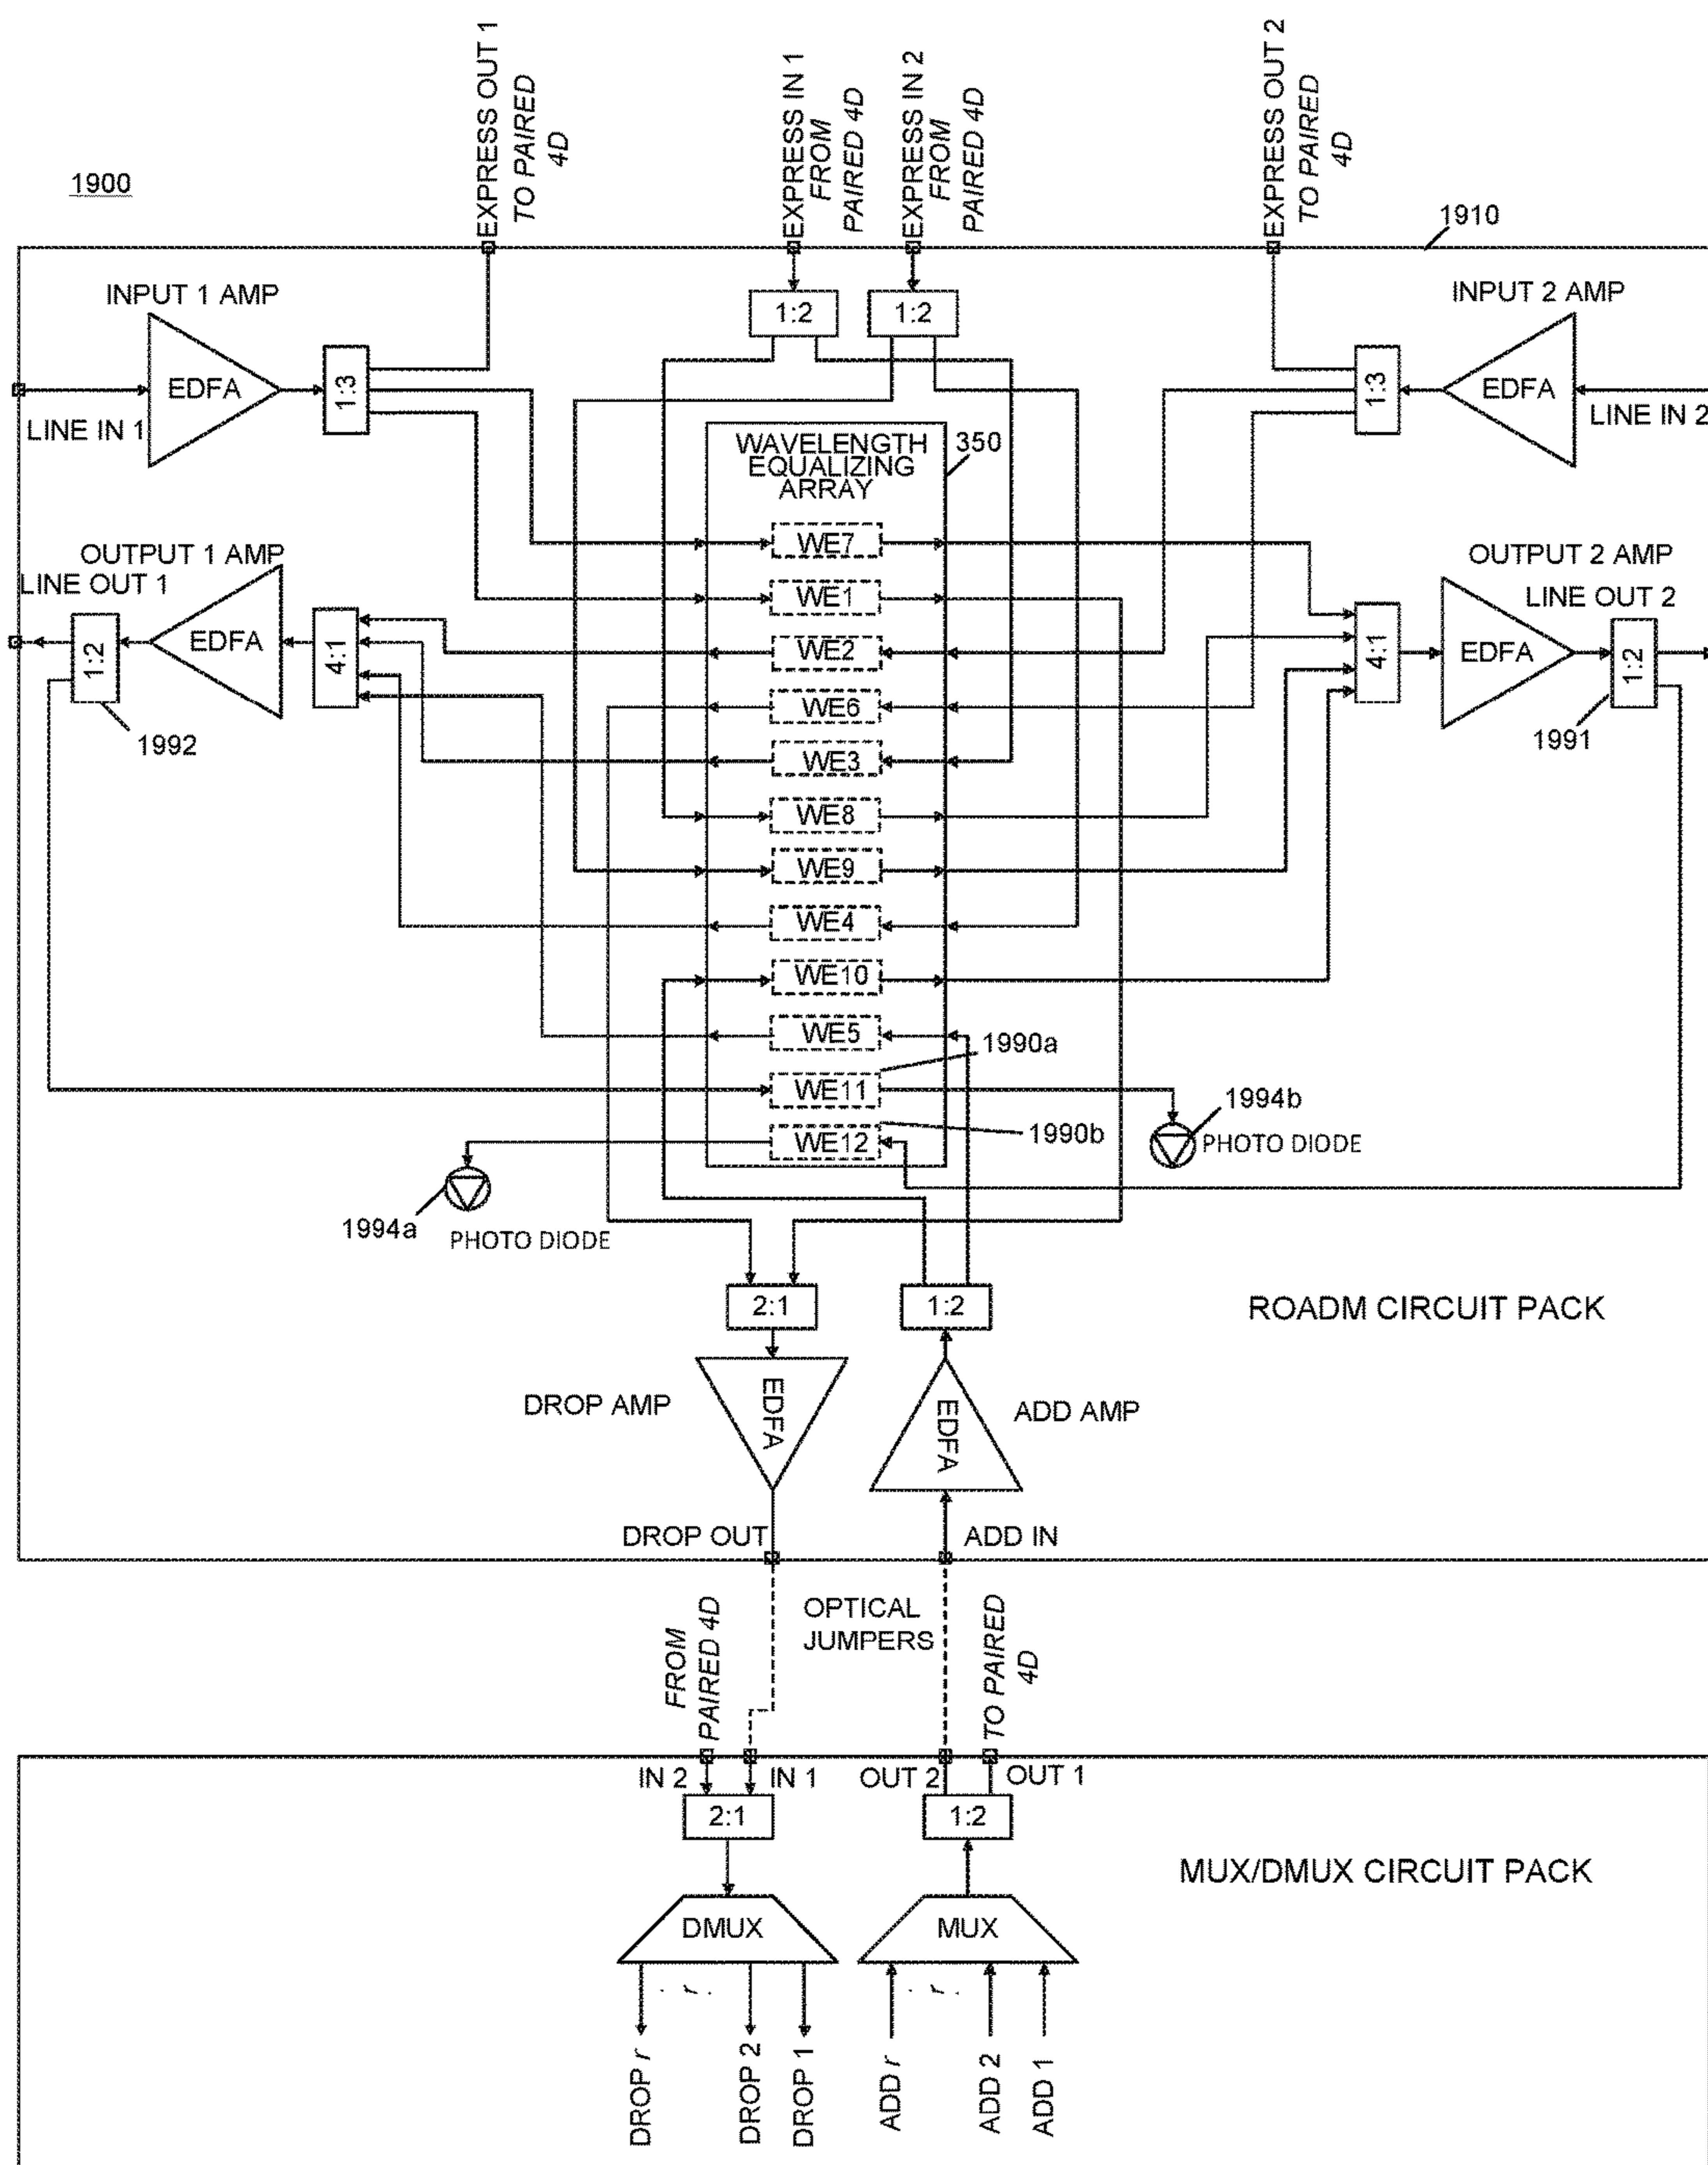 1900
EXPRESS OUT 1
TO PAIRED
4D
EXPRESS IN 1
FROM
PAIRED 4D
EXPRESS IN 2
FROM
PAIRED 4D
EXPRESS OUT 2
TO PAIRED
4D
1910
INPUT 1 AMP
EDFA
LINE IN 1
1:3
1:2
1:2
INPUT 2 AMP
1:3
EDFA
LINE IN 2
WAVELENGTH
EQUALIZING
ARRAY
350
WE7
WE1
WE2
WE6
WE3
WE8
WE9
WE4
WE10
WE5
WE11
WE12
OUTPUT 1 AMP
LINE OUT 1
1:2
EDFA
4:1
1992
OUTPUT 2 AMP
LINE OUT 2
4:1
EDFA
1:2
1991
1990a
1990b
1994b
PHOTO DIODE
1994a
PHOTO DIODE
2:1
1:2
ROADM CIRCUIT PACK
DROP AMP
EDFA
EDFA
ADD AMP
DROP OUT
ADD IN
OPTICAL
JUMPERS
FROM
PAIRED 4D
TO PAIRED
4D
IN 2
IN 1
OUT 2
OUT 1
2:1
1:2
MUX/DMUX CIRCUIT PACK
DMUX
MUX
r
r
DROP r
DROP 2
DROP 1
ADD r
ADD 2
ADD 1